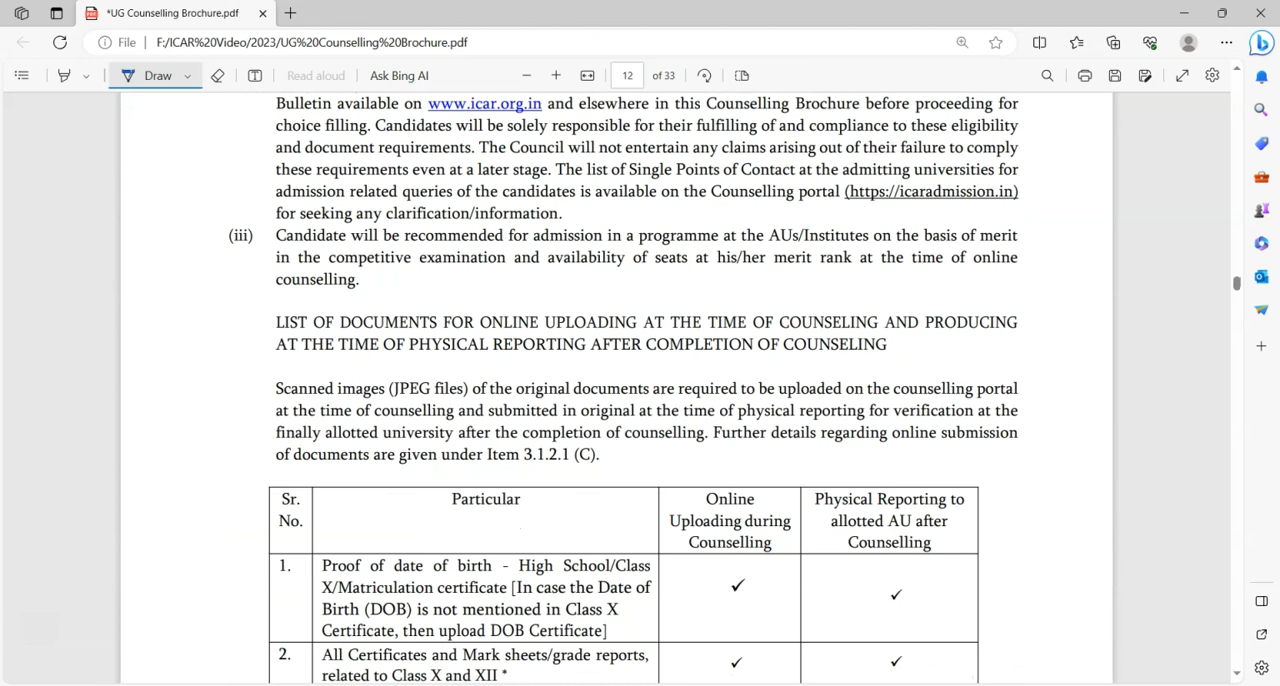 *UG Counselling Brochure.pdf
File F:/ICAR%20Video/2023/UG%20Counselling%20Brochure.pdf
Draw Read aloud Ask Bing AI 12 of 33
Bulletin available on www.icar.org.in and elsewhere in this Counselling Brochure before proceeding for
choice filling. Candidates will be solely responsible for their fulfilling of and compliance to these eligibility
and document requirements. The Council will not entertain any claims arising out of their failure to comply
these requirements even at a later stage. The list of Single Points of Contact at the admitting universities for
admission related queries of the candidates is available on the Counselling portal (https://icaradmission.in)
for seeking any clarification/information.
(iii) Candidate will be recommended for admission in a programme at the AUs/Institutes on the basis of merit
in the competitive examination and availability of seats at his/her merit rank at the time of online
counselling.
LIST OF DOCUMENTS FOR ONLINE UPLOADING AT THE TIME OF COUNSELING AND PRODUCING
AT THE TIME OF PHYSICAL REPORTING AFTER COMPLETION OF COUNSELING
Scanned images (JPEG files) of the original documents are required to be uploaded on the counselling portal
at the time of counselling and submitted in original at the time of physical reporting for verification at the
finally allotted university after the completion of counselling. Further details regarding online submission
of documents are given under Item 3.1.2.1 (C).
Sr. No.
Particular
Online Uploading during Counselling
Physical Reporting to allotted AU after Counselling
1.
Proof of date of birth - High School/Class
X/Matriculation certificate [In case the Date of
Birth (DOB) is not mentioned in Class X
Certificate, then upload DOB Certificate]
✓ ✓
2.
All Certificates and Mark sheets/grade reports,
related to Class X and XII *
✓ ✓